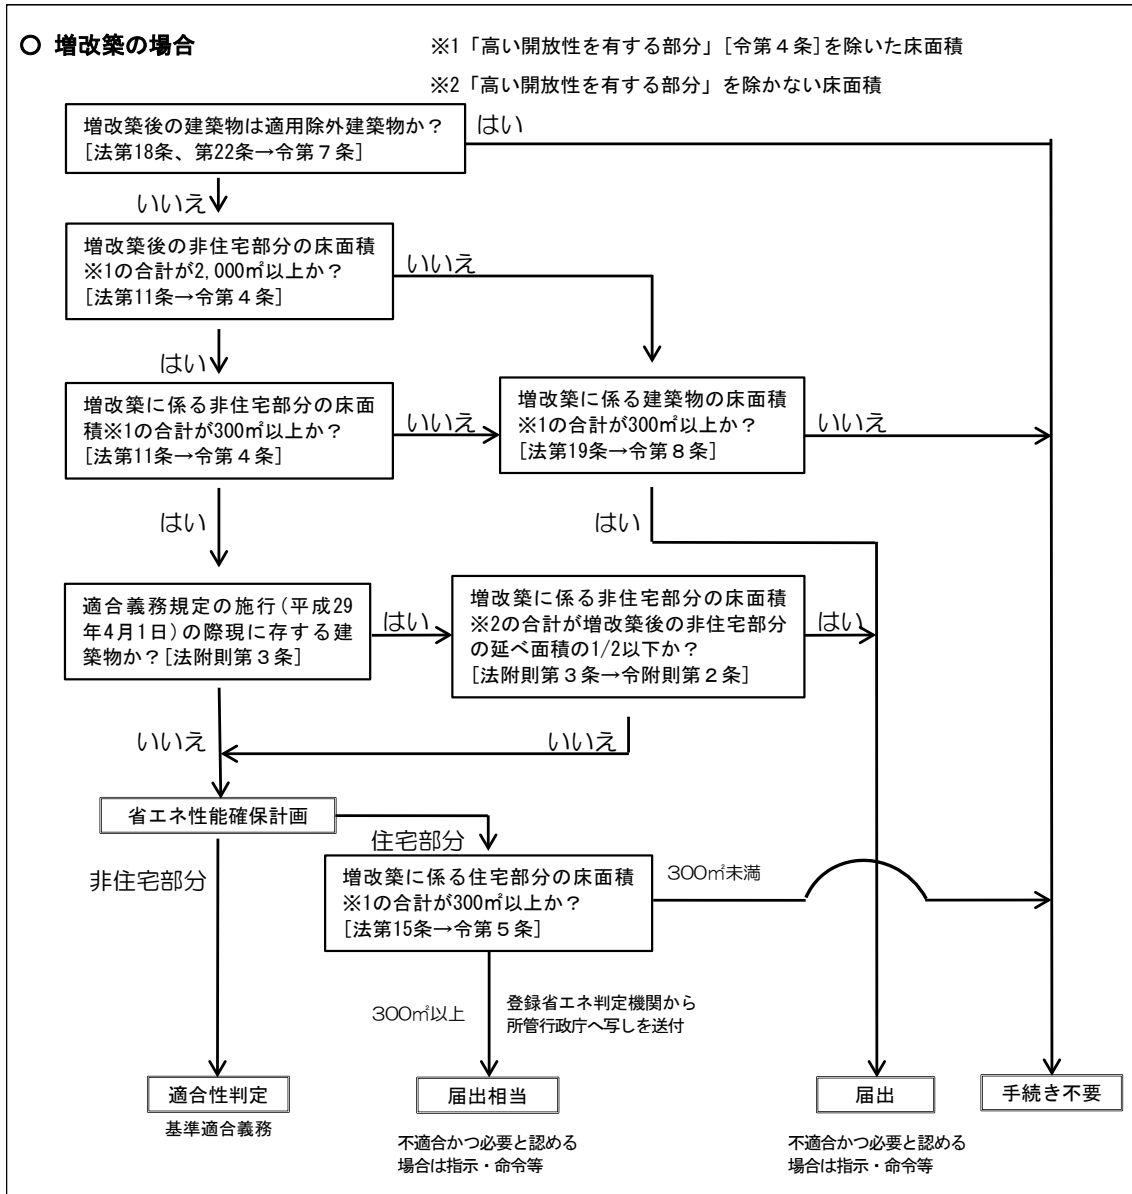 ○ 増改築の場合
※1「高い開放性を有する部分」[令第4条]を除いた床面積
※2「高い開放性を有する部分」を除かない床面積
増改築後の建築物は適用除外建築物か？
[法第18条、第22条→令第７条]
はい
いいえ
増改築後の非住宅部分の床面積
※1の合計が2,000㎡以上か？
[法第11条→令第４条]
いいえ
はい
増改築に係る非住宅部分の床面
積※1の合計が300㎡以上か？
[法第11条→令第４条]
いいえ
増改築に係る建築物の床面積
※1の合計が300㎡以上か？
[法第19条→令第８条]
いいえ
はい
はい
適合義務規定の施行(平成29
年4月1日)の際現に存する建
築物か？[法附則第３条]
はい
増改築に係る非住宅部分の床面積
※2の合計が増改築後の非住宅部分
の延べ面積の1/2以下か？
[法附則第３条→令附則第２条]
はい
いいえ
いいえ
省エネ性能確保計画
住宅部分
非住宅部分
増改築に係る住宅部分の床面積
※1の合計が300㎡以上か？
[法第15条→令第５条]
300㎡未満
300㎡以上
登録省エネ判定機関から
所管行政庁へ写しを送付
適合性判定
基準適合義務
届出相当
不適合かつ必要と認める
場合は指示・命令等
届出
不適合かつ必要と認める
場合は指示・命令等
手続き不要